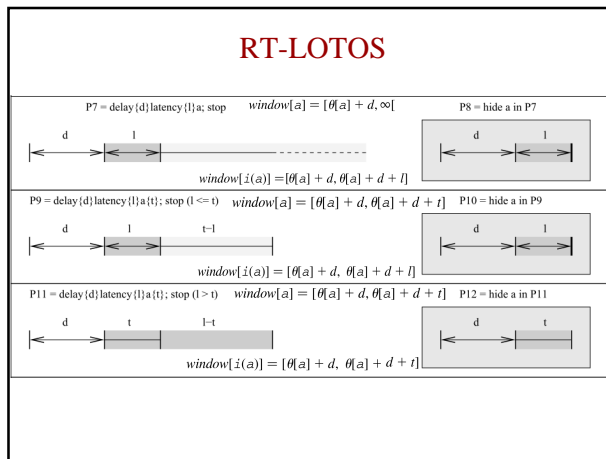 RT-LOTOS
P7 = delay{d}latency{l}a; stop window[a] = [θ[a] + d, ∞[ P8 = hide a in P7
d l d l
window[i(a)] =[θ[a] + d, θ[a] + d + l]
P9 = delay{d}latency{l}a{t}; stop (l <= t) window[a] = [θ[a] + d, θ[a] + d + t] P10 = hide a in P9
d l t-l d l
window[i(a)] = [θ[a] + d, θ[a] + d + l]
P11 = delay{d}latency{l}a{t}; stop (l > t) window[a] = [θ[a] + d, θ[a] + d + t] P12 = hide a in P11
d t l-t d t
window[i(a)] = [θ[a] + d, θ[a] + d + t]